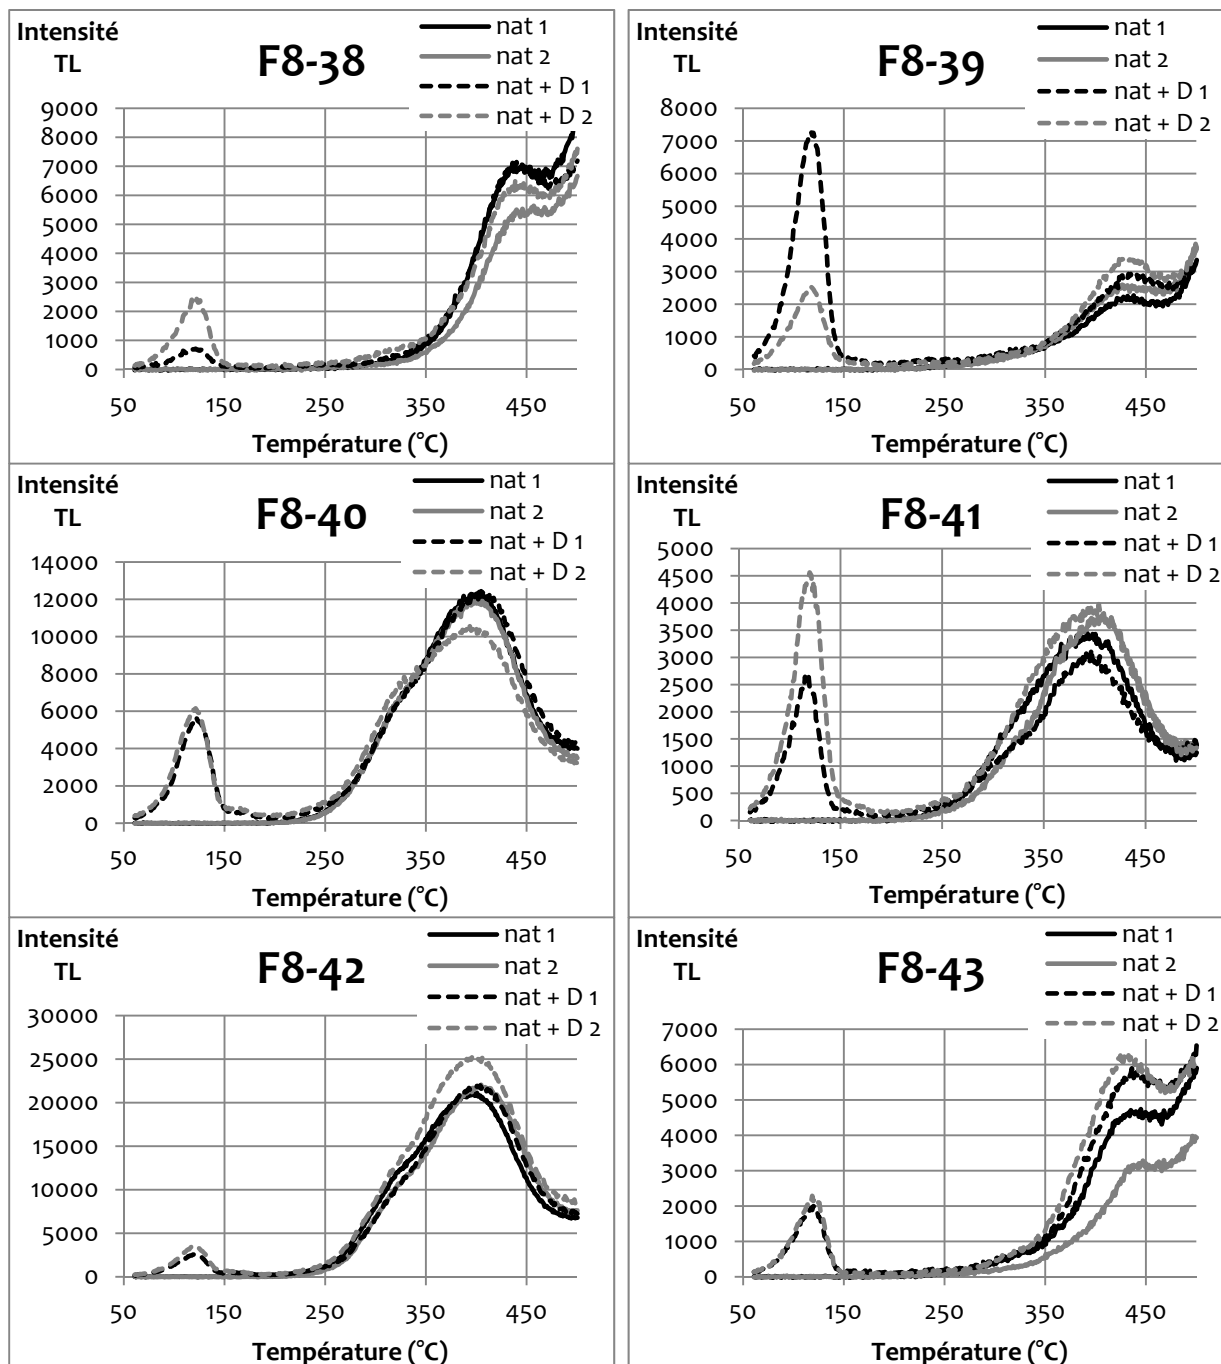 Intensité
TL
F8-38
nat 1
nat 2
nat + D 1
nat + D 2
9000
8000
7000
6000
5000
4000
3000
2000
1000
0
50 150 250 350 450
Température (°C)
Intensité
TL
F8-39
nat 1
nat 2
nat + D 1
nat + D 2
8000
7000
6000
5000
4000
3000
2000
1000
0
50 150 250 350 450
Température (°C)
Intensité
TL
F8-40
nat 1
nat 2
nat + D 1
nat + D 2
14000
12000
10000
8000
6000
4000
2000
0
50 150 250 350 450
Température (°C)
Intensité
TL
F8-41
nat 1
nat 2
nat + D 1
nat + D 2
5000
4500
4000
3500
3000
2500
2000
1500
1000
500
0
50 150 250 350 450
Température (°C)
Intensité
TL
F8-42
nat 1
nat 2
nat + D 1
nat + D 2
30000
25000
20000
15000
10000
5000
0
50 150 250 350 450
Température (°C)
Intensité
TL
F8-43
nat 1
nat 2
nat + D 1
nat + D 2
7000
6000
5000
4000
3000
2000
1000
0
50 150 250 350 450
Température (°C)